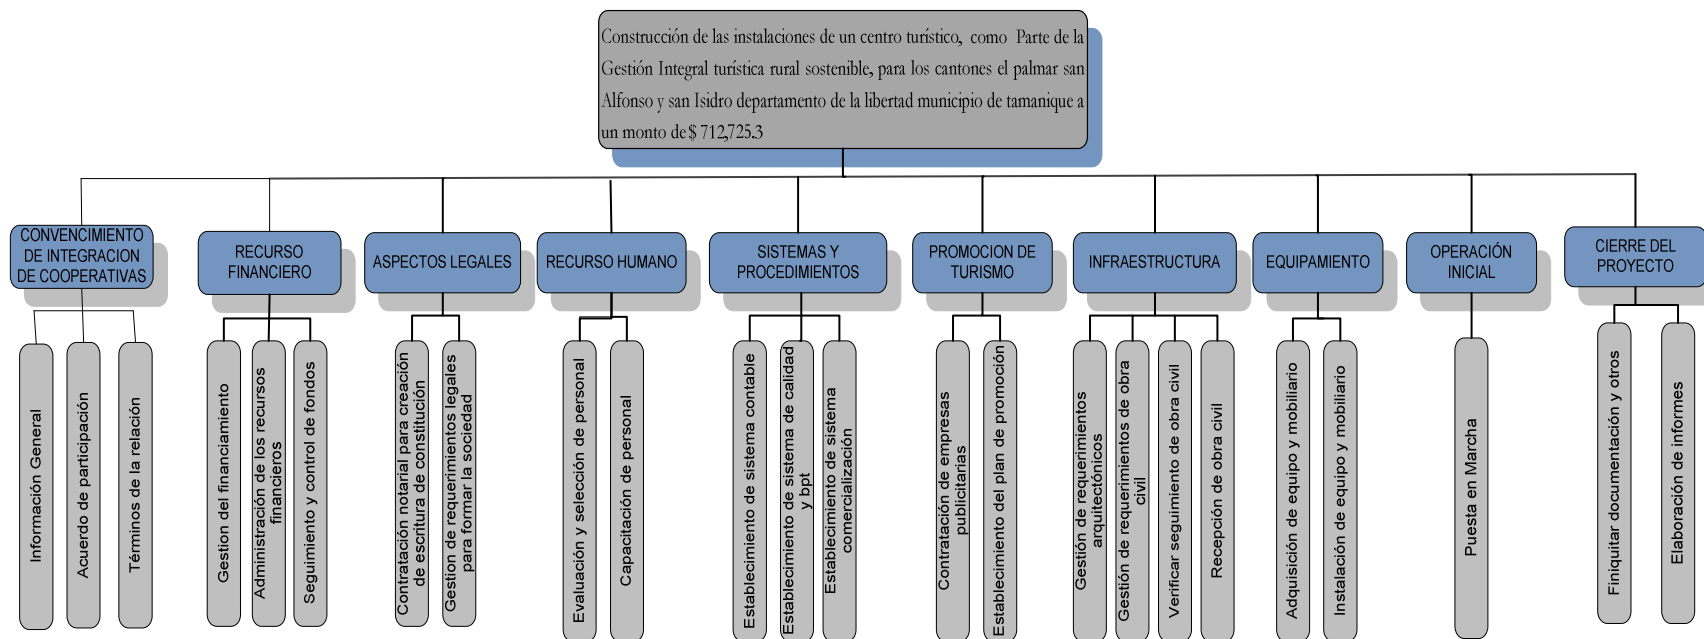 Construcción de las instalaciones de un centro turístico, como Parte de la
Gestión Integral turística rural sostenible, para los cantones el palmar san
Alfonso y san Isidro departamento de la libertad municipio de tamanique a
un monto de $ 712,725.3
CONVENCIMIENTO
DE INTEGRACION
DE COOPERATIVAS
RECURSO
FINANCIERO
ASPECTOS LEGALES
RECURSO HUMANO
SISTEMAS Y
PROCEDIMIENTOS
PROMOCION DE
TURISMO
INFRAESTRUCTURA
EQUIPAMIENTO
OPERACIÓN
INICIAL
CIERRE DEL
PROYECTO
Información General
Acuerdo de participación
Términos de la relación
Gestion del financiamiento
Administración de los recursos
financieros
Seguimiento y control de fondos
Contratación notarial para creación
de escritura de constitución
Gestion de requerimientos legales
para formar la sociedad
Evaluación y selección de personal
Capacitación de personal
Establecimiento de sistema contable
Establecimiento de sistema de calidad
y bpt
Establecimiento de sistema
comercialización
Contratación de empresas
publicitarias
Establecimiento del plan de promoción
Gestión de requerimientos
arquitectónicos
Gestión de requerimientos de obra
civil
Verificar seguimiento de obra civil
Recepción de obra civil
Adquisición de equipo y mobiliario
Instalación de equipo y mobiliario
Puesta en Marcha
Finiquitar documentación y otros
Elaboración de informes